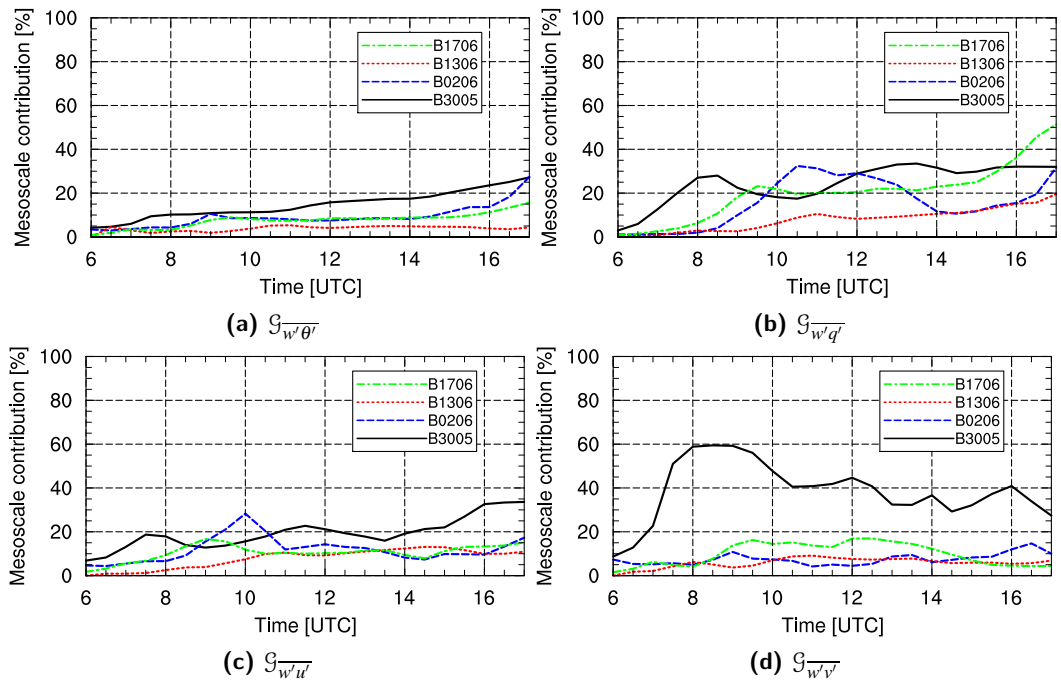 Mesoscale contribution [%]
100
80
60
40
20
0
B1706
B1306
B0206
B3005
6 8 10 12 14 16
Time [UTC]
(a) 𝒢 w′θ′
Mesoscale contribution [%]
100
80
60
40
20
0
B1706
B1306
B0206
B3005
6 8 10 12 14 16
Time [UTC]
(b) 𝒢 w′q′
Mesoscale contribution [%]
100
80
60
40
20
0
B1706
B1306
B0206
B3005
6 8 10 12 14 16
Time [UTC]
(c) 𝒢 w′u′
Mesoscale contribution [%]
100
80
60
40
20
0
B1706
B1306
B0206
B3005
6 8 10 12 14 16
Time [UTC]
(d) 𝒢 w′v′